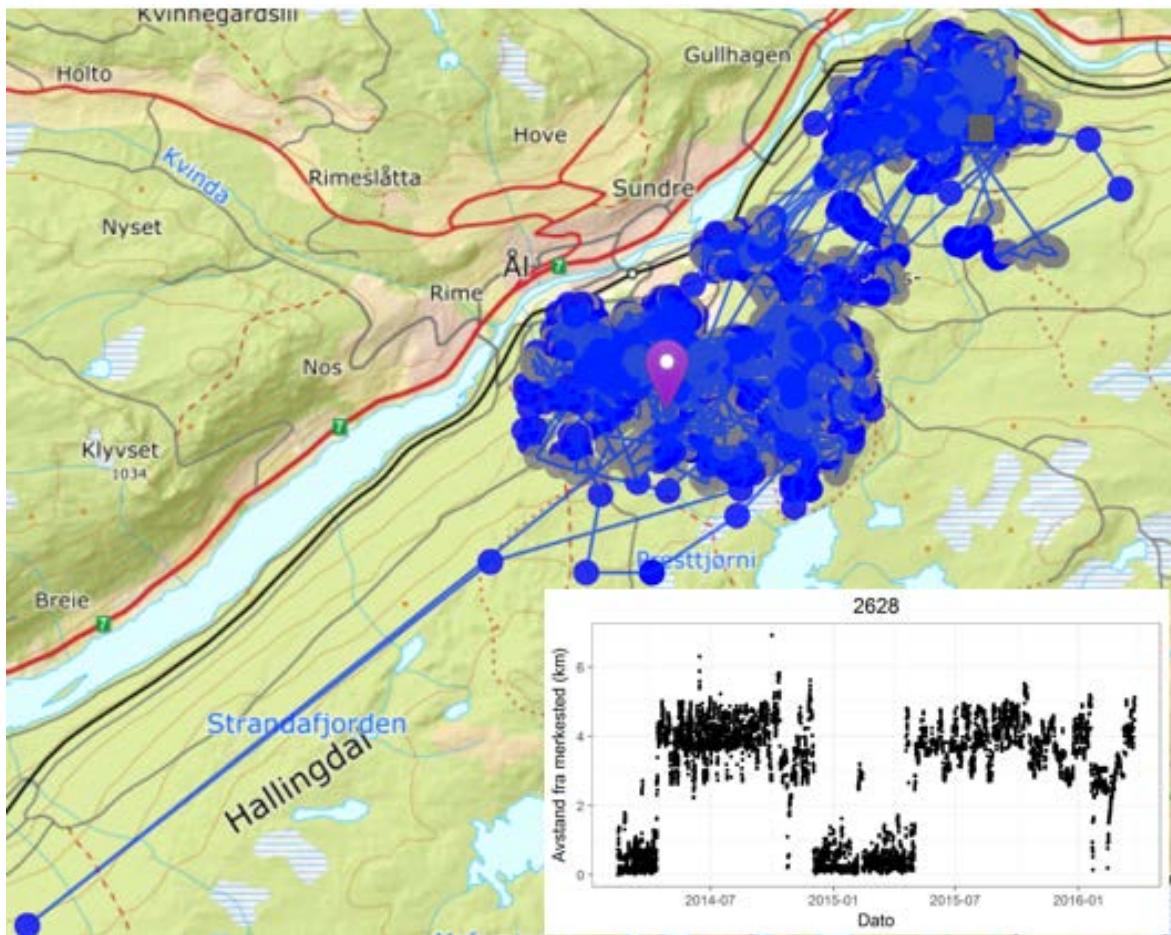 Kvinnegardslii
Gullhagen
Holto
Hove
Kvinda
Rimeslåtta
Sundre
Nyset
Ål
7
Rime
Nos
7
Klyvset
1034
Presttjørni
Breie
7
Strandafjorden
Hallingdal
2628
Avstand fra merkested (km)
6
4
2
0
2014-07
2015-01
2015-07
2016-01
Dato